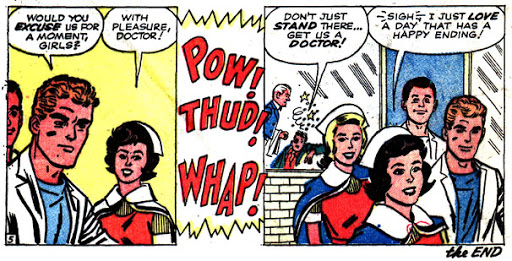 WOULD YOU
EXCUSE US FOR
A MOMENT,
GIRLS?
WITH
PLEASURE,
DOCTOR!
POW!
THUD!
WHAP!
DON'T JUST
STAND THERE...
GET US A
DOCTOR!
-SIGH- I JUST LOVE
A DAY THAT HAS A
HAPPY ENDING!
5
the END